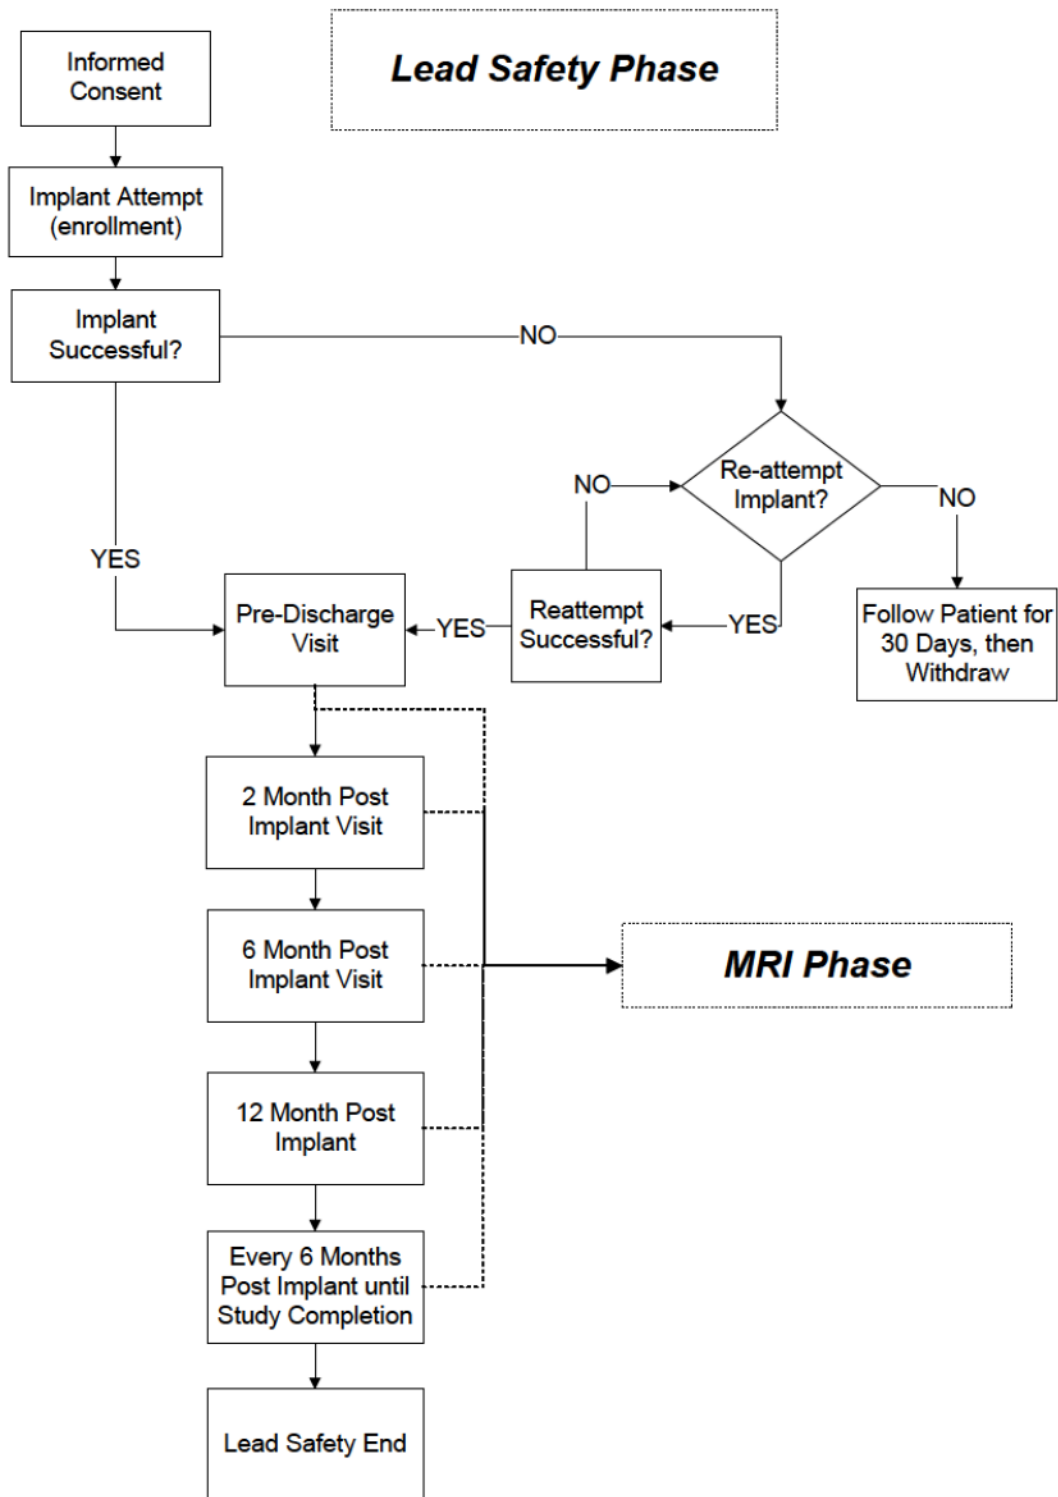 Informed
Consent
Lead Safety Phase
Implant Attempt
(enrollment)
Implant
Successful?
NO
Re-attempt
Implant?
NO
NO
YES
Pre-Discharge
Visit
YES
Reattempt
Successful?
YES
Follow Patient for
30 Days, then
Withdraw
2 Month Post
Implant Visit
6 Month Post
Implant Visit
MRI Phase
12 Month Post
Implant
Every 6 Months
Post Implant until
Study Completion
Lead Safety End